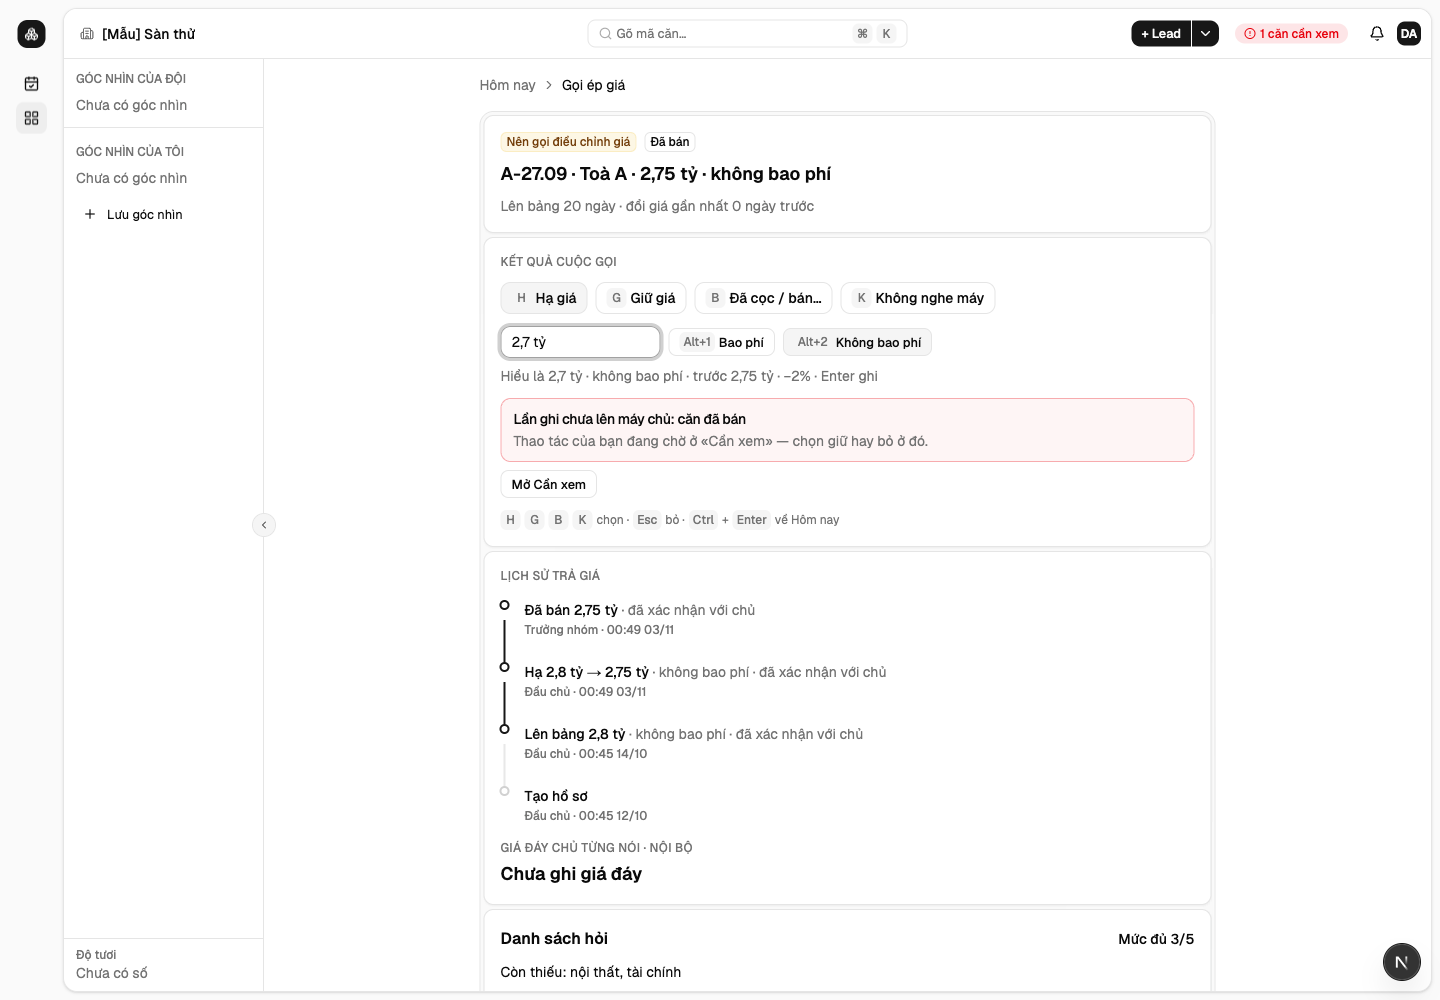 [Mẫu] Sàn thử
Gõ mã căn...
⌘ K
+ Lead
1 căn cần xem
DA
GÓC NHÌN CỦA ĐỘI
Chưa có góc nhìn
GÓC NHÌN CỦA TÔI
Chưa có góc nhìn
+ Lưu góc nhìn
Độ tươi
Chưa có số
Hôm nay > Gọi ép giá
Nên gọi điều chỉnh giá Đã bán
A-27.09 · Toà A · 2,75 tỷ · không bao phí
Lên bảng 20 ngày · đổi giá gần nhất 0 ngày trước
KẾT QUẢ CUỘC GỌI
H Hạ giá G Giữ giá B Đã cọc / bán... K Không nghe máy
2,7 tỷ Alt+1 Bao phí Alt+2 Không bao phí
Hiểu là 2,7 tỷ · không bao phí · trước 2,75 tỷ · −2% · Enter ghi
Lần ghi chưa lên máy chủ: căn đã bán
Thao tác của bạn đang chờ ở «Cần xem» — chọn giữ hay bỏ ở đó.
Mở Cần xem
H G B K chọn · Esc bỏ · Ctrl + Enter về Hôm nay
LỊCH SỬ TRẢ GIÁ
Đã bán 2,75 tỷ · đã xác nhận với chủ
Trưởng nhóm · 00:49 03/11
Hạ 2,8 tỷ → 2,75 tỷ · không bao phí · đã xác nhận với chủ
Đầu chủ · 00:49 03/11
Lên bảng 2,8 tỷ · không bao phí · đã xác nhận với chủ
Đầu chủ · 00:45 14/10
Tạo hồ sơ
Đầu chủ · 00:45 12/10
GIÁ ĐÁY CHỦ TỪNG NÓI · NỘI BỘ
Chưa ghi giá đáy
Danh sách hỏi
Mức đủ 3/5
Còn thiếu: nội thất, tài chính
N